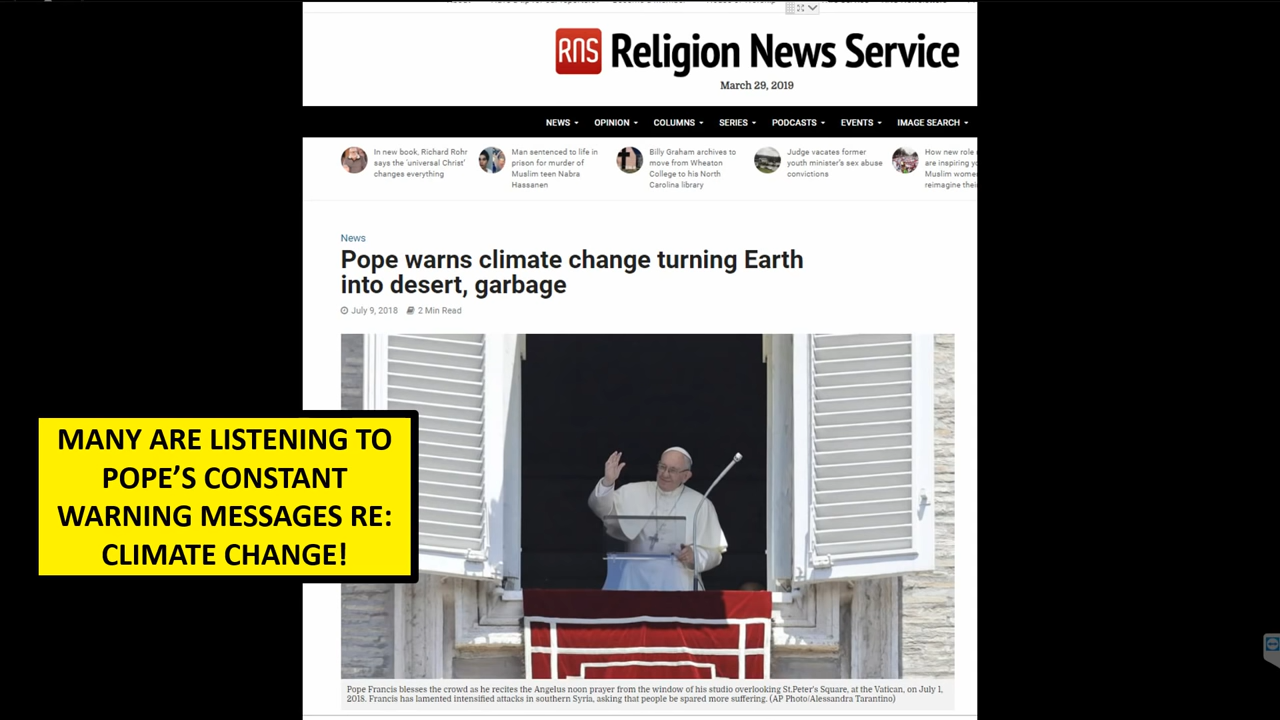 RNS Religion News Service
March 29, 2019
NEWS OPINION COLUMNS SERIES PODCASTS EVENTS IMAGE SEARCH
In new book, Richard Rohr
says the 'universal Christ'
changes everything
Man sentenced to life in
prison for murder of
Muslim teen Nabra
Hassanen
Billy Graham archives to
move from Wheaton
College to his North
Carolina library
Judge vacates former
youth minister's sex abuse
convictions
How new role
are inspiring
Muslim
reimagine
News
Pope warns climate change turning Earth
into desert, garbage
July 9, 2018 2 Min Read
MANY ARE LISTENING TO
POPE'S CONSTANT
WARNING MESSAGES RE:
CLIMATE CHANGE!
Pope Francis blesses the crowd as he recites the Angelus noon prayer from the window of his studio overlooking St.Peter's Square, at the Vatican, on July 1,
2018. Francis has lamented intensified attacks in southern Syria, asking that people be spared more suffering. (AP Photo/Alessandra Tarantino)